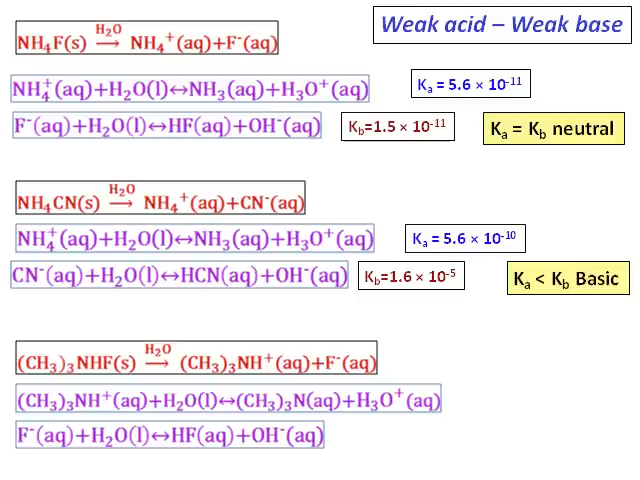 Weak acid – Weak base
NH₄F(s) →(H₂O) NH₄⁺(aq)+F⁻(aq)
NH₄⁺(aq)+H₂O(l)↔NH₃(aq)+H₃O⁺(aq)
Kₐ = 5.6 × 10⁻¹¹
F⁻(aq)+H₂O(l)↔HF(aq)+OH⁻(aq)
K_b=1.5 × 10⁻¹¹
Kₐ = K_b neutral
NH₄CN(s) →(H₂O) NH₄⁺(aq)+CN⁻(aq)
NH₄⁺(aq)+H₂O(l)↔NH₃(aq)+H₃O⁺(aq)
Kₐ = 5.6 × 10⁻¹⁰
CN⁻(aq)+H₂O(l)↔HCN(aq)+OH⁻(aq)
K_b=1.6 × 10⁻⁵
Kₐ < K_b Basic
(CH₃)₃NHF(s) →(H₂O) (CH₃)₃NH⁺(aq)+F⁻(aq)
(CH₃)₃NH⁺(aq)+H₂O(l)↔(CH₃)₃N(aq)+H₃O⁺(aq)
F⁻(aq)+H₂O(l)↔HF(aq)+OH⁻(aq)